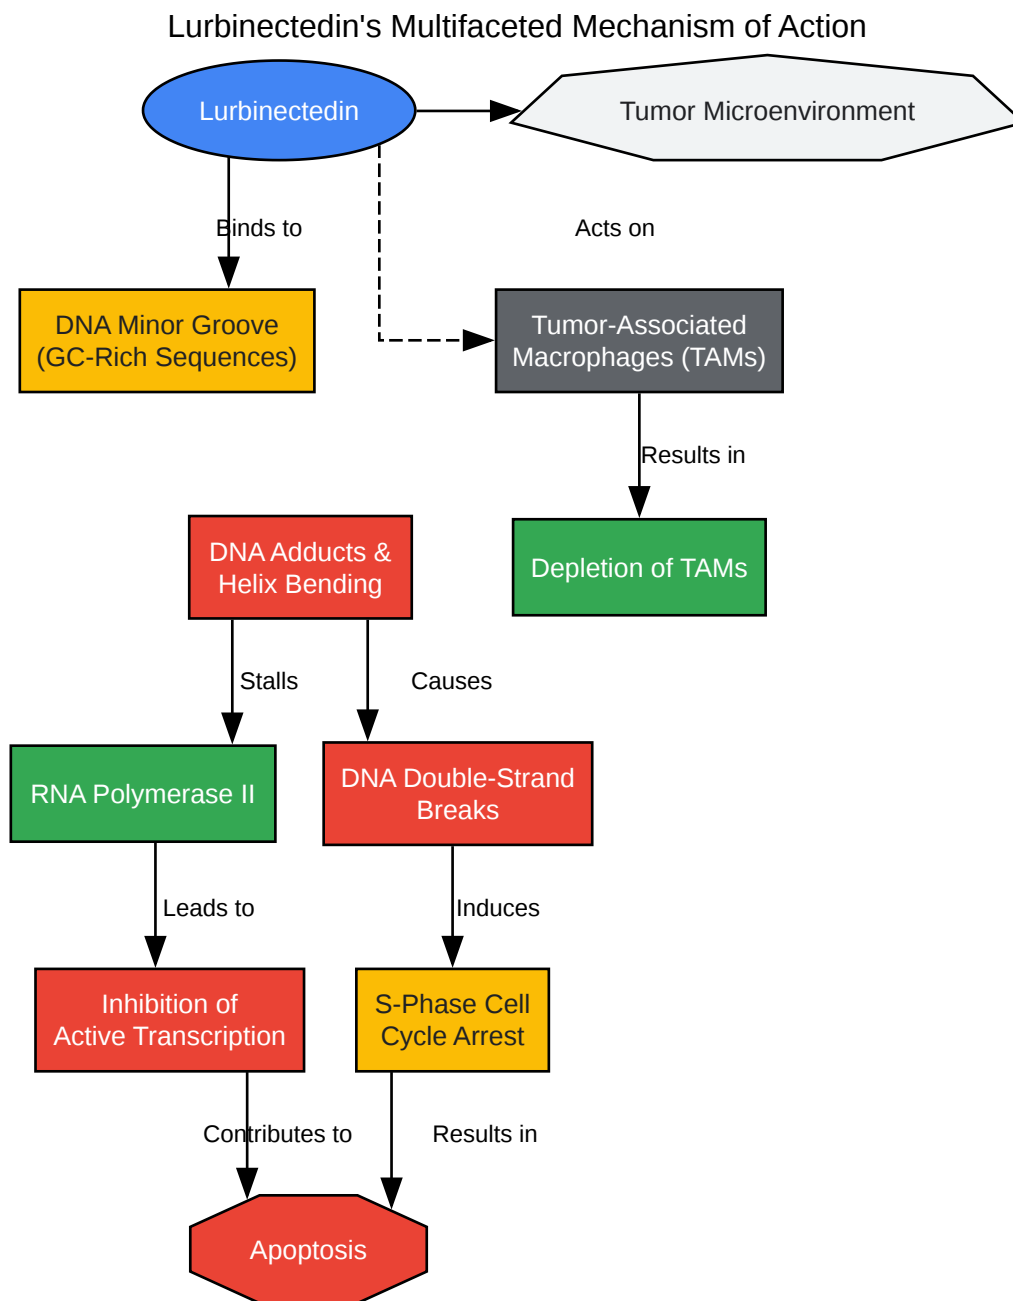 Lurbinectedin's Multifaceted Mechanism of Action
Lurbinectedin
Tumor Microenvironment
Binds to
Acts on
DNA Minor Groove
(GC-Rich Sequences)
Tumor-Associated
Macrophages (TAMs)
Results in
DNA Adducts &
Helix Bending
Depletion of TAMs
Stalls
Causes
RNA Polymerase II
DNA Double-Strand
Breaks
Leads to
Induces
Inhibition of
Active Transcription
S-Phase Cell
Cycle Arrest
Contributes to
Results in
Apoptosis